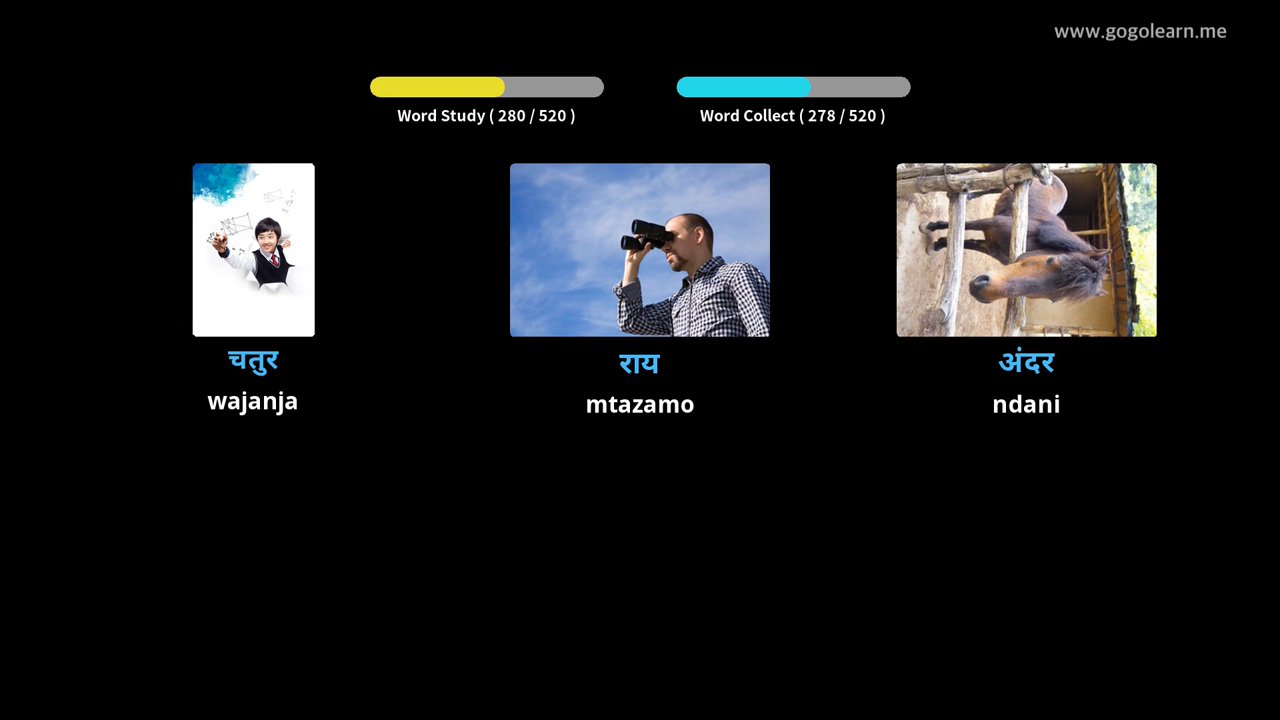 www.gogolearn.me
Word Study ( 280 / 520 )
Word Collect ( 278 / 520 )
चतुर
wajanja
राय
mtazamo
अंदर
ndani